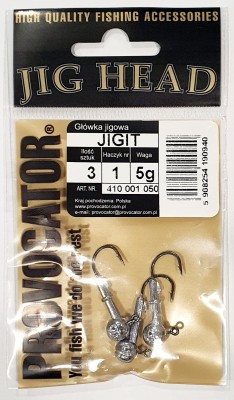 HIGH QUALITY FISHING ACCESSORIES
JIG HEAD
PROVOCATOR®
You fish we do the rest
Główka jigowa
JIGIT
Ilość sztuk
Haczyk nr
Waga
3
1
5g
ART. NR.
410 001 050
Kraj pochodzenia: Polska
www.provocator.com.pl
e-mail: provocator@provocator.com.pl
5 908254 190940